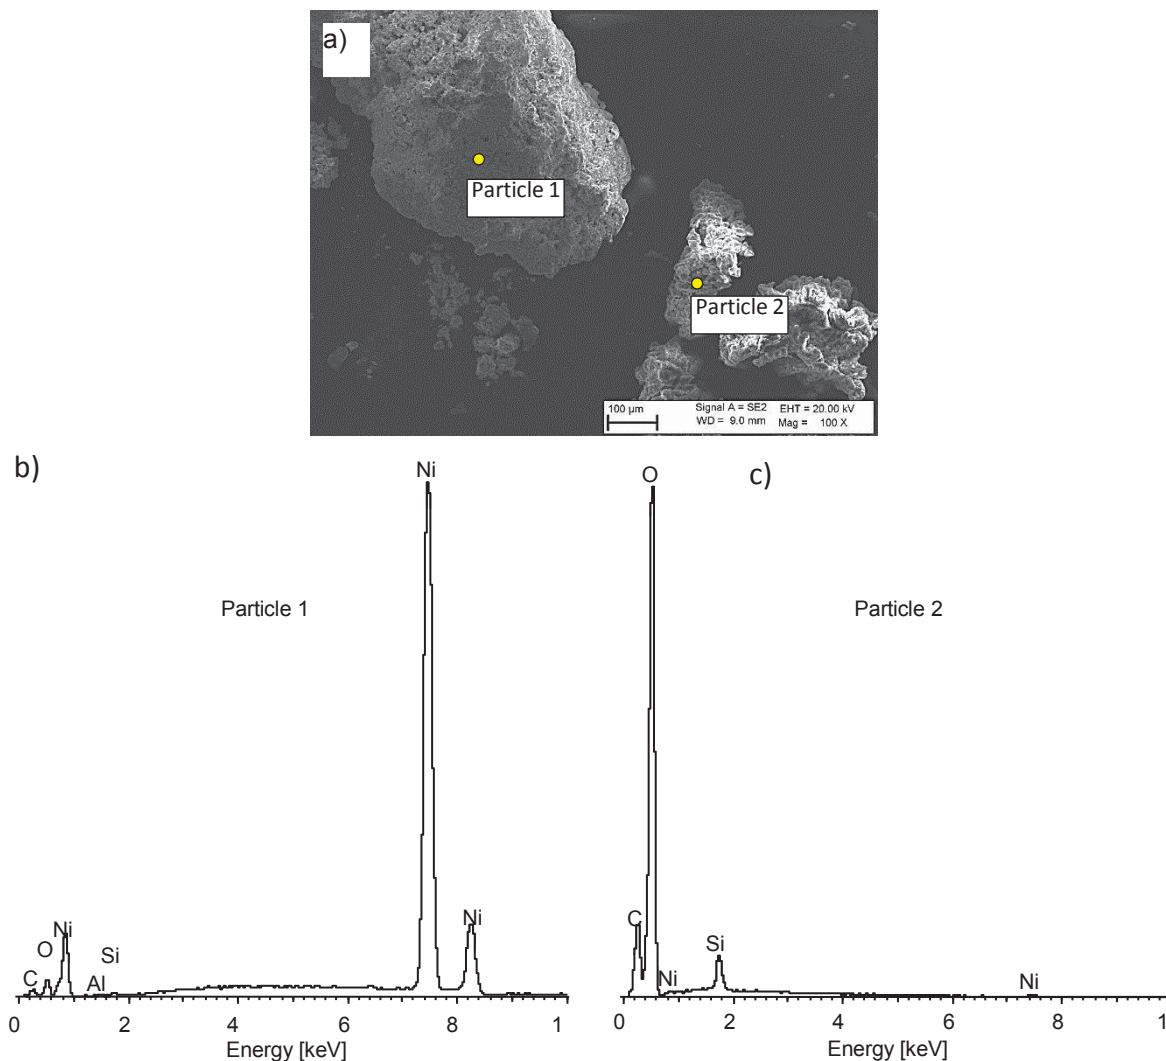 a)
Particle 1
Particle 2
100 µm
Signal A = SE2 EHT = 20.00 kV
WD = 9.0 mm Mag = 100 X
b)
Ni
Particle 1
Ni
O
Si
C
Al
Ni
0 2 4 6 8
Energy [keV]
c)
O
Particle 2
C
Si
Ni
Ni
0 2 4 6 8 1
Energy [keV]